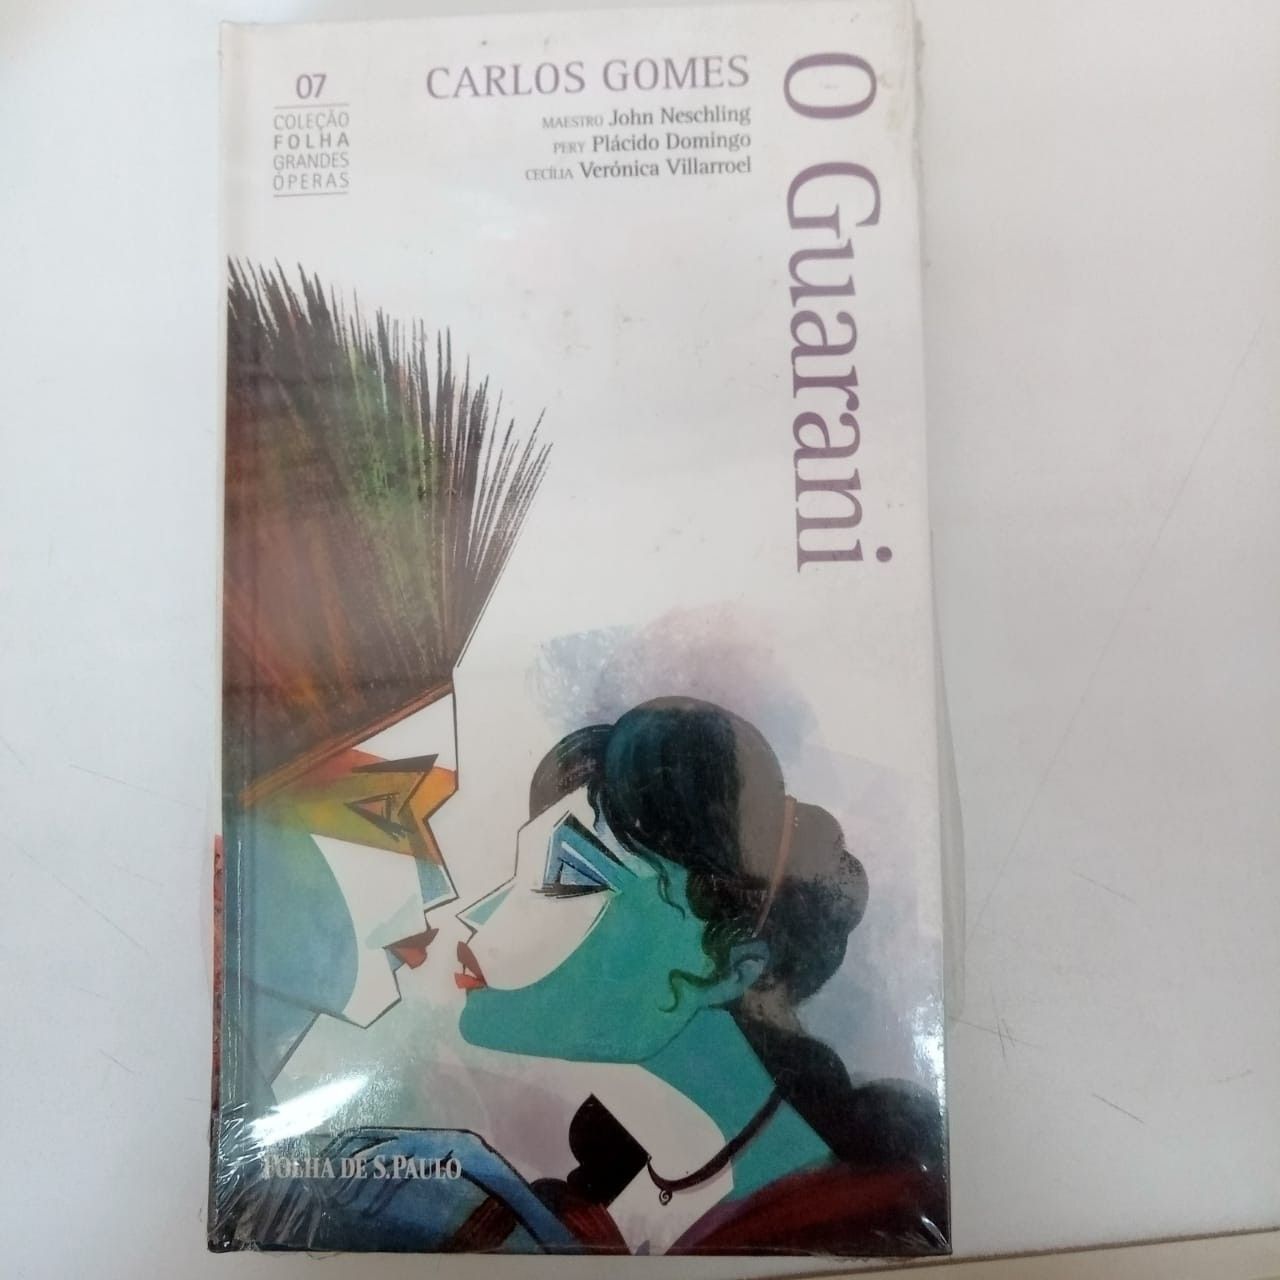 07
COLEÇÃO
FOLHA
GRANDES
ÓPERAS
CARLOS GOMES
MAESTRO John Neschling
PERY Plácido Domingo
CECÍLIA Verónica Villarroel
O Guarani
FOLHA DE S.PAULO